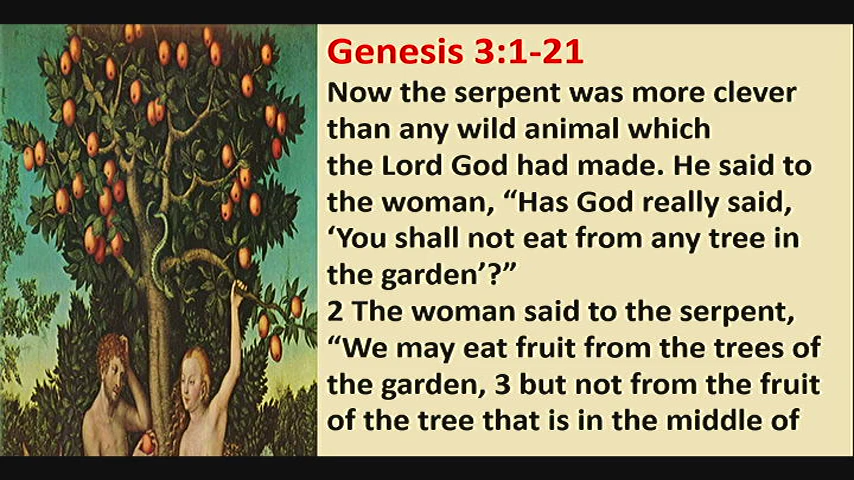 Genesis 3:1-21
Now the serpent was more clever
than any wild animal which
the Lord God had made. He said to
the woman, “Has God really said,
‘You shall not eat from any tree in
the garden’?”
2 The woman said to the serpent,
“We may eat fruit from the trees of
the garden, 3 but not from the fruit
of the tree that is in the middle of